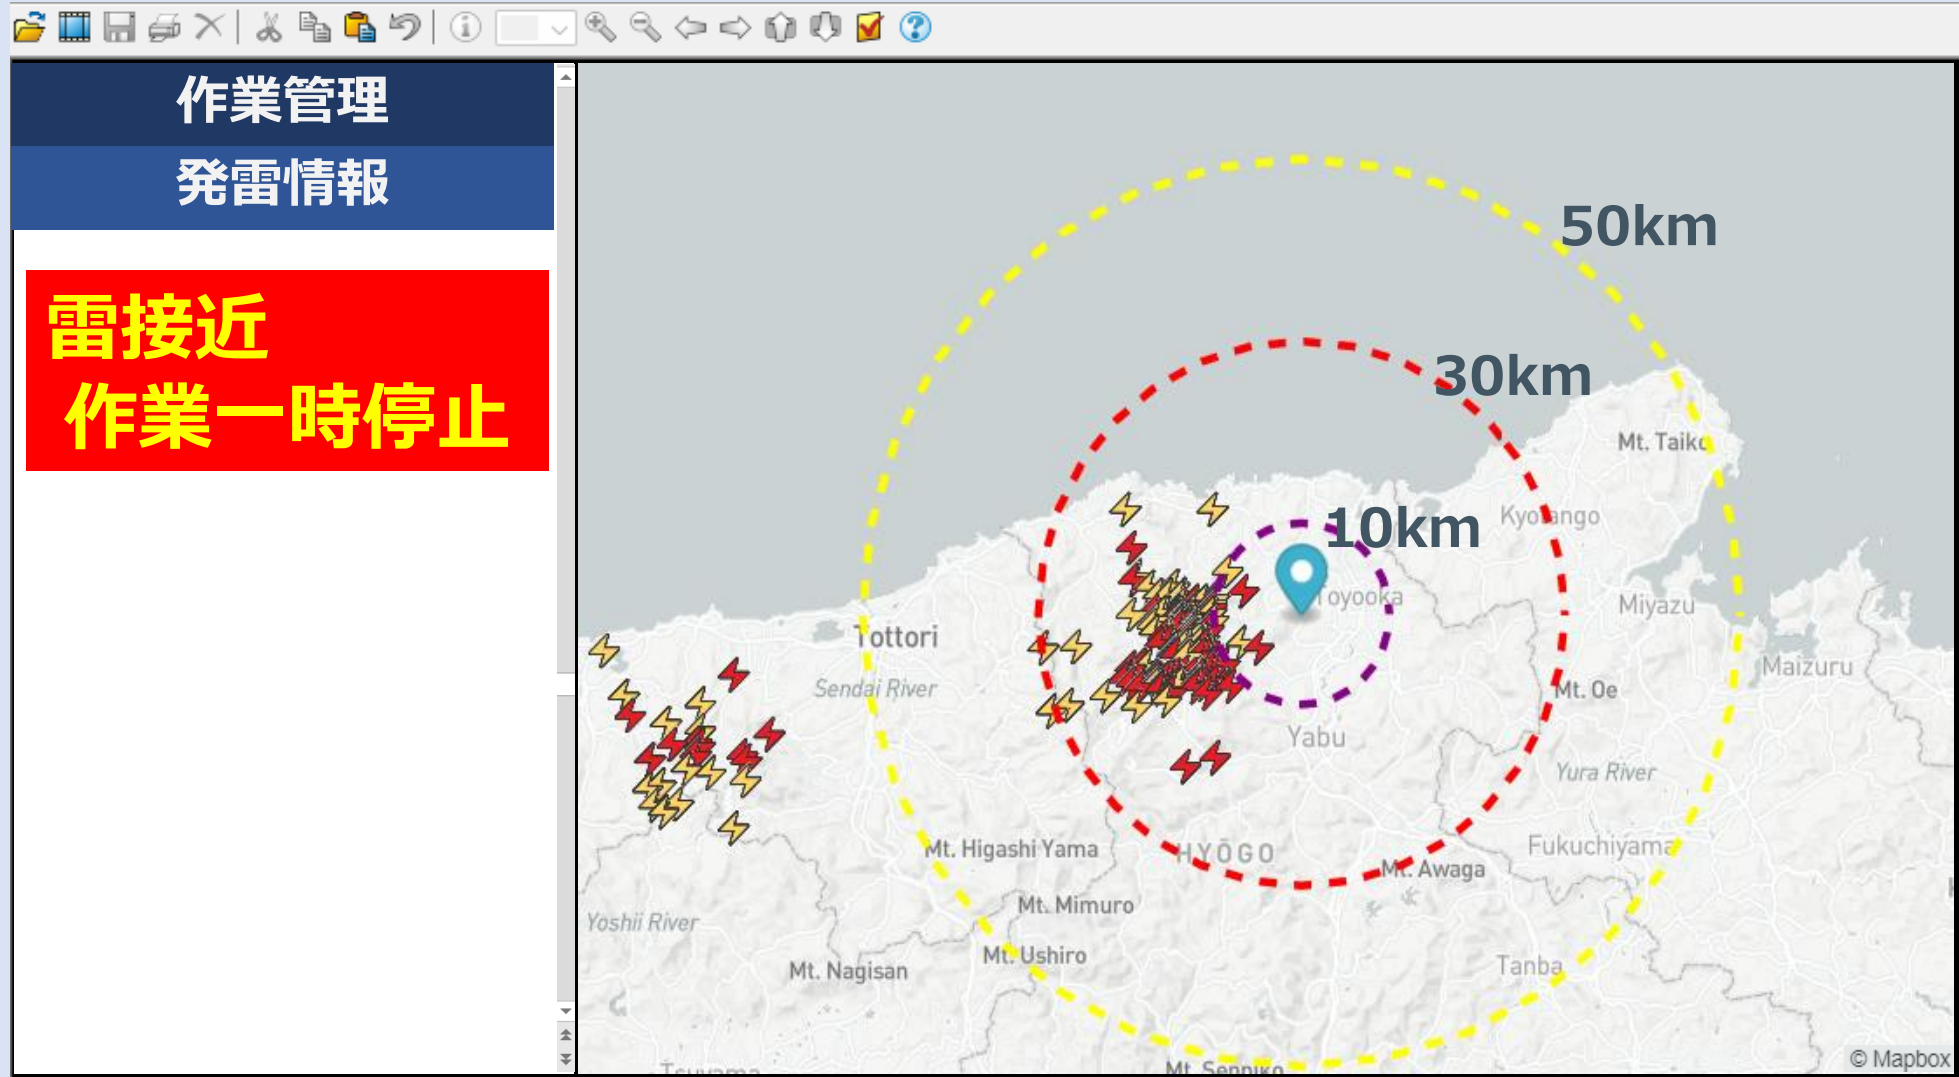 作業管理
発雷情報
雷接近
作業一時停止
50km
30km
Mt. Taiko
10km
Kyotango
Toyooka
Miyazu
Tottori
Maizuru
Sendai River
Mt. Oe
Yabu
Yura River
Mt. Higashi Yama
HYŌGO
Fukuchiyama
Mt. Awaga
Mt. Mimuro
Yoshii River
Mt. Ushiro
Mt. Nagisan
Tanba
© Mapbox